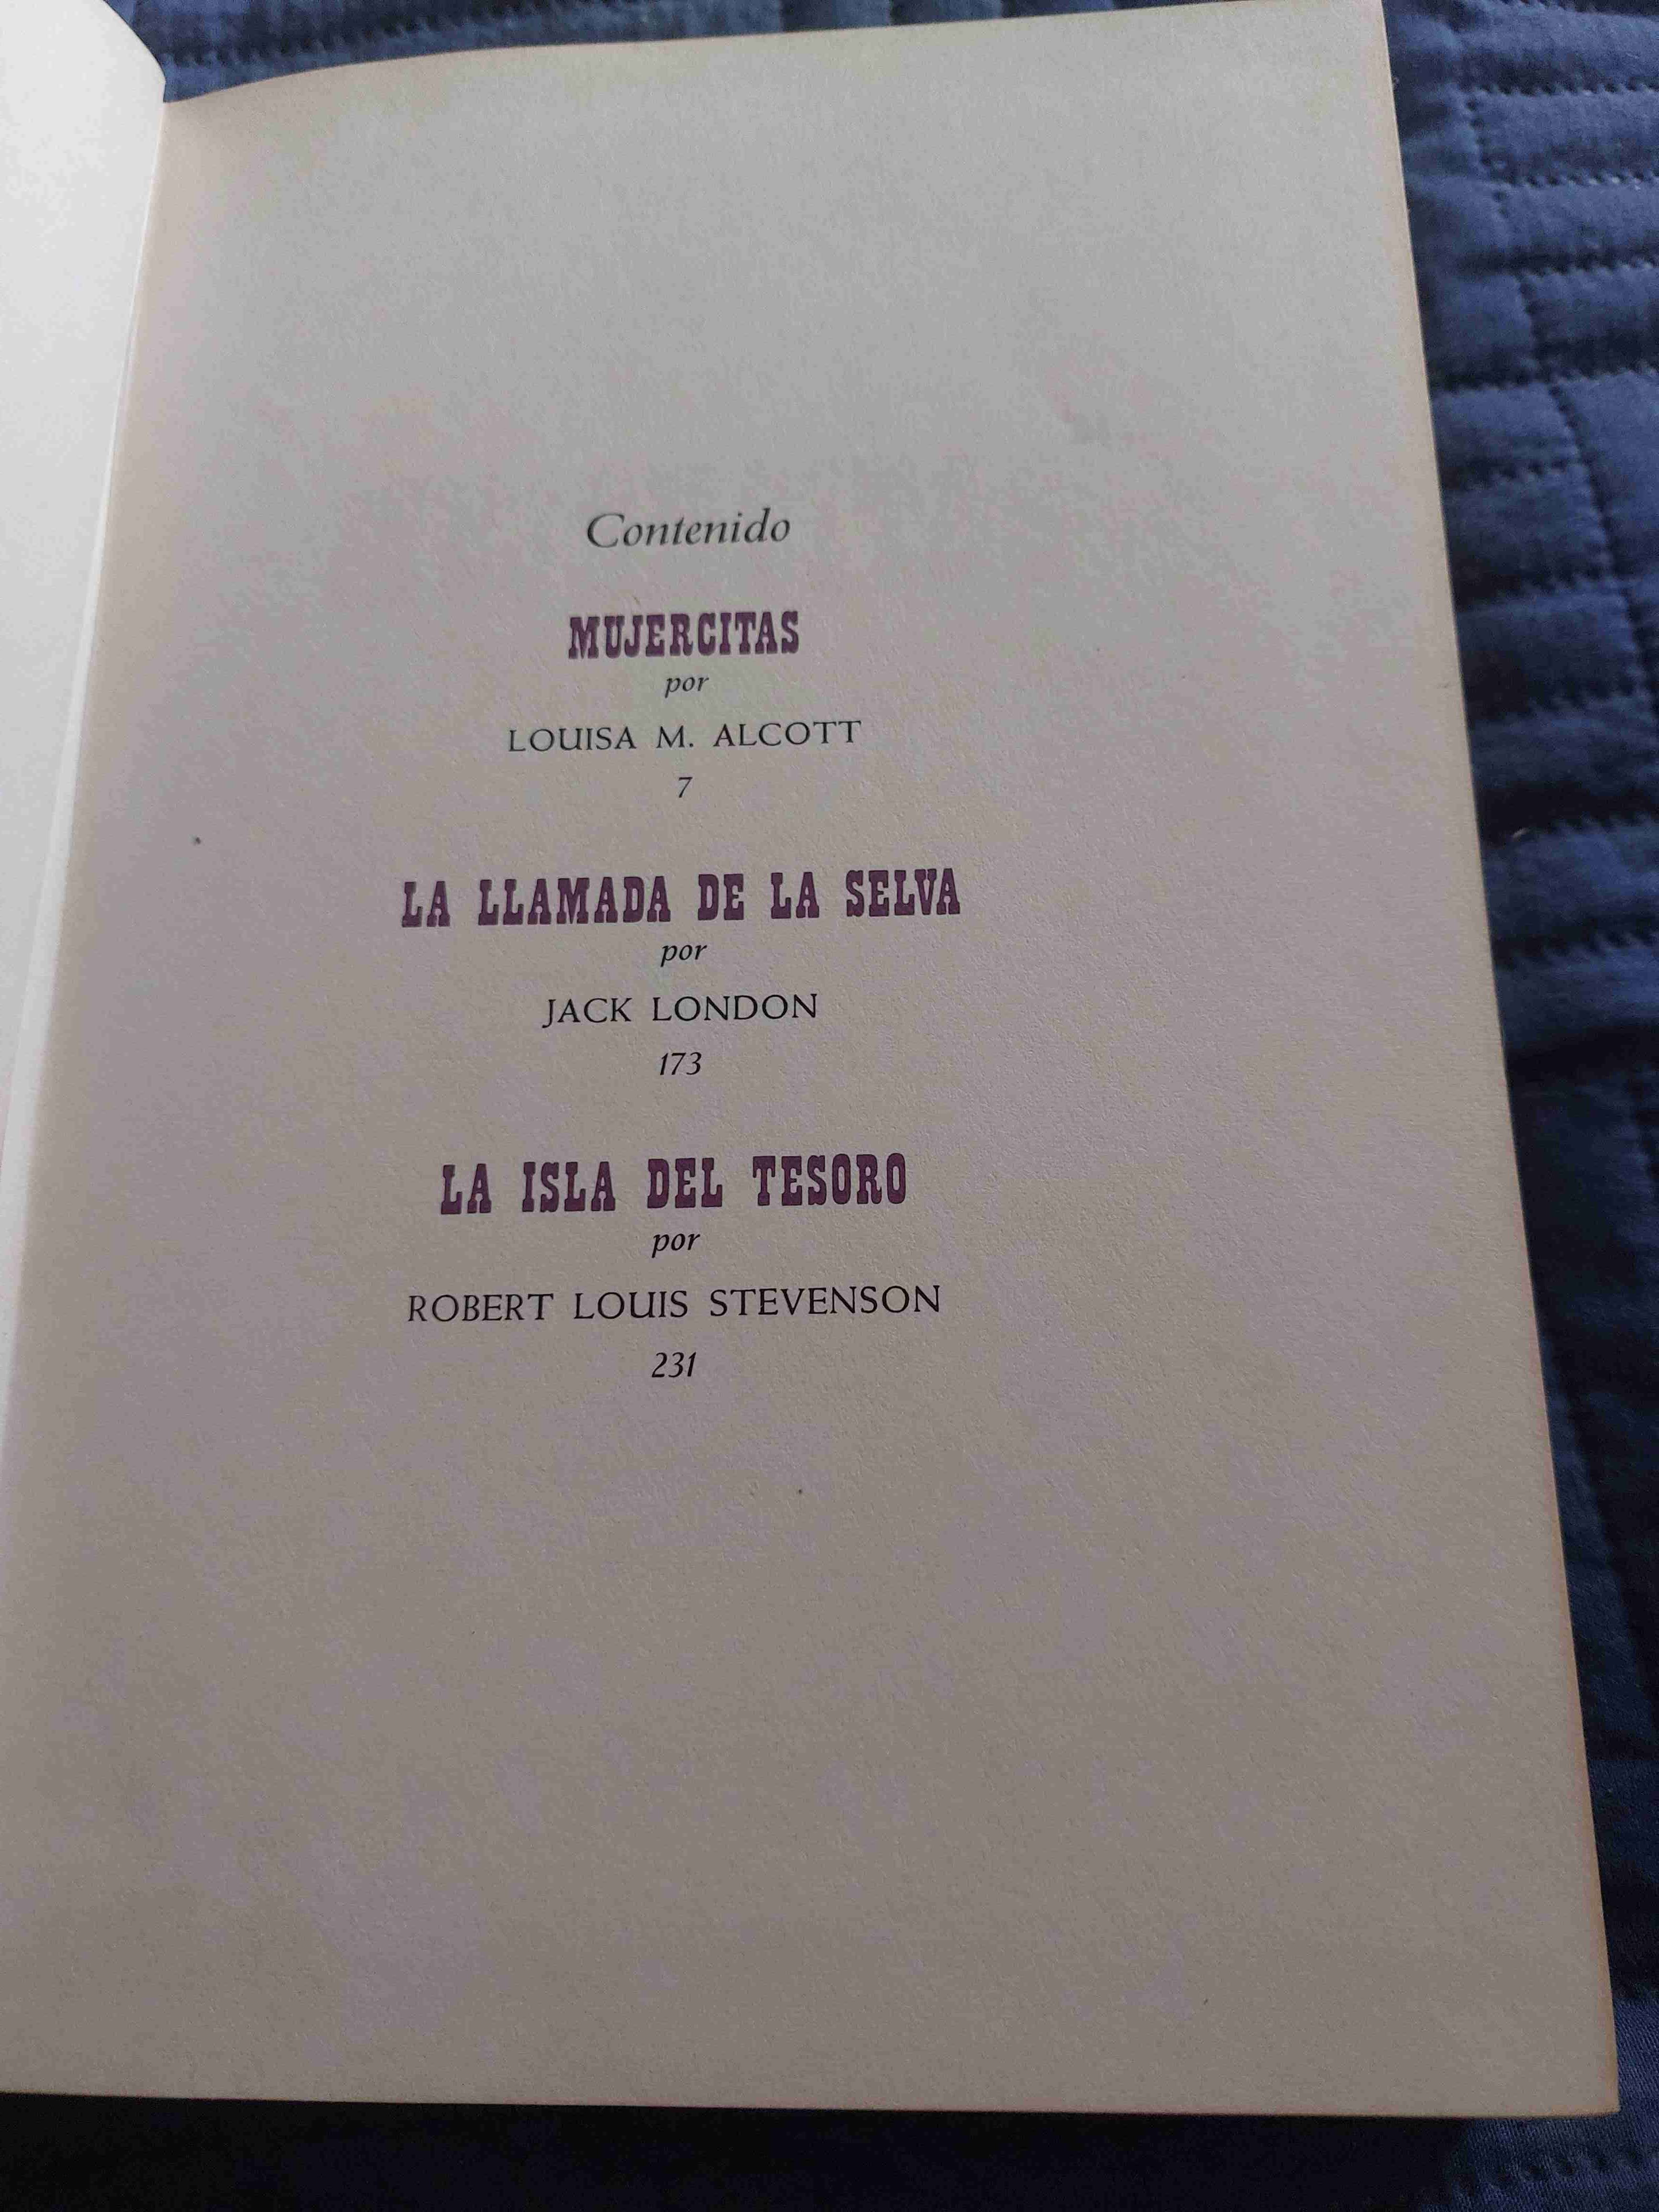 Contenido
MUJERCITAS
por
LOUISA M. ALCOTT
7
LA LLAMADA DE LA SELVA
por
JACK LONDON
173
LA ISLA DEL TESORO
por
ROBERT LOUIS STEVENSON
231